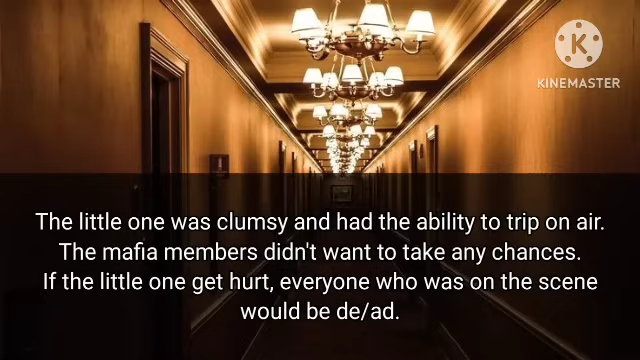 KINEMASTER
The little one was clumsy and had the ability to trip on air.
The mafia members didn't want to take any chances.
If the little one get hurt, everyone who was on the scene
would be de/ad.